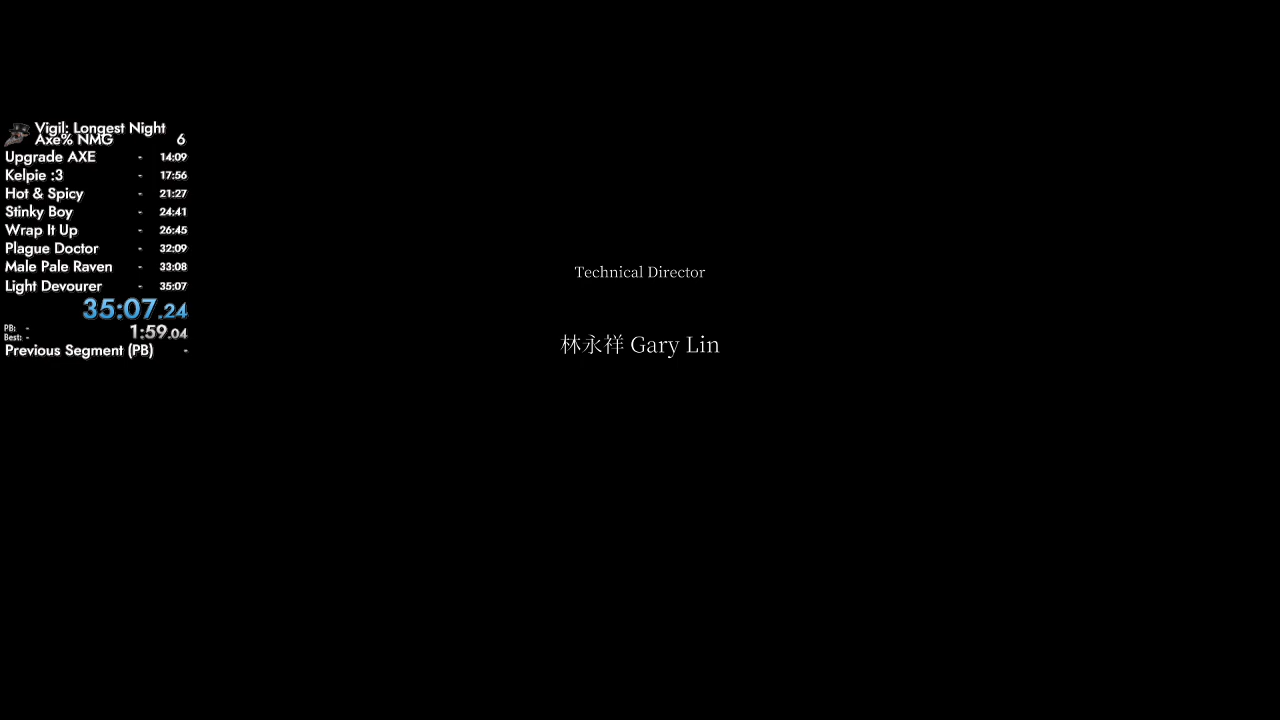 Vigil: Longest Night
Axe% NMG 6
Upgrade AXE - 14:09
Kelpie :3 - 17:56
Hot & Spicy - 21:27
Stinky Boy - 24:41
Wrap It Up - 26:45
Plague Doctor - 32:09
Male Pale Raven - 33:08
Light Devourer - 35:07
35:07.24
PB: - 1:59.04
Best: -
Previous Segment (PB) -
Technical Director
林永祥 Gary Lin